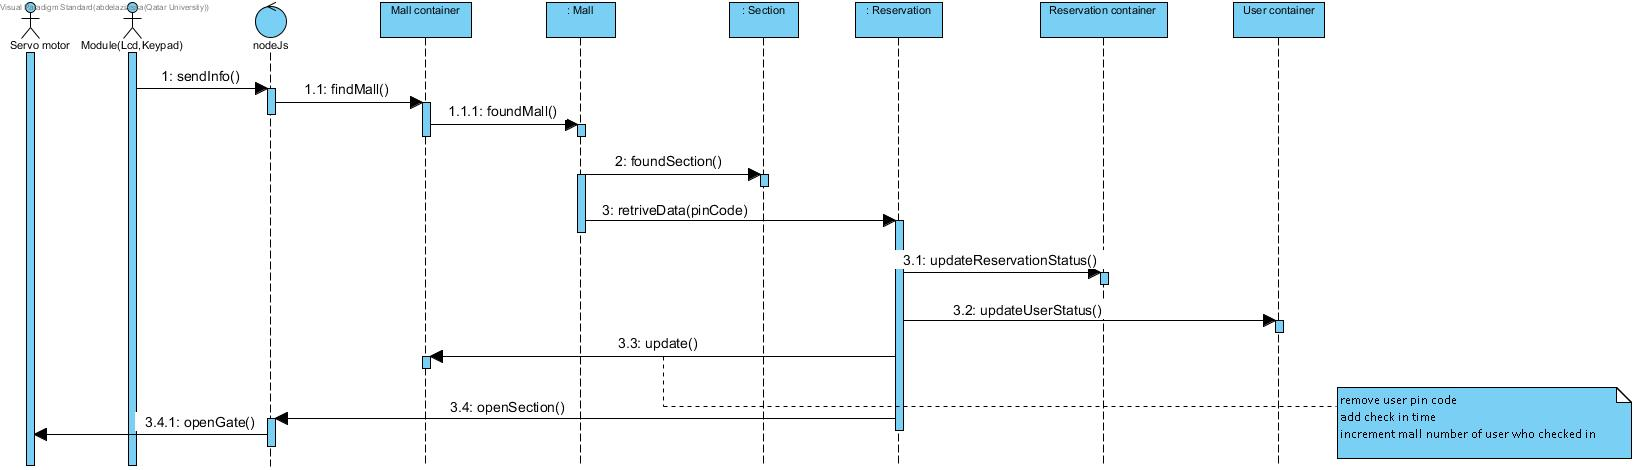 Visual Paradigm Standard(abdelaziz(Qatar University))
Servo motor
Module(Lcd,Keypad)
nodeJs
Mall container
: Mall
: Section
: Reservation
Reservation container
User container
1: sendInfo()
1.1: findMall()
1.1.1: foundMall()
2: foundSection()
3: retriveData(pinCode)
3.1: updateReservationStatus()
3.2: updateUserStatus()
3.3: update()
3.4: openSection()
3.4.1: openGate()
remove user pin code
add check in time
increment mall number of user who checked in